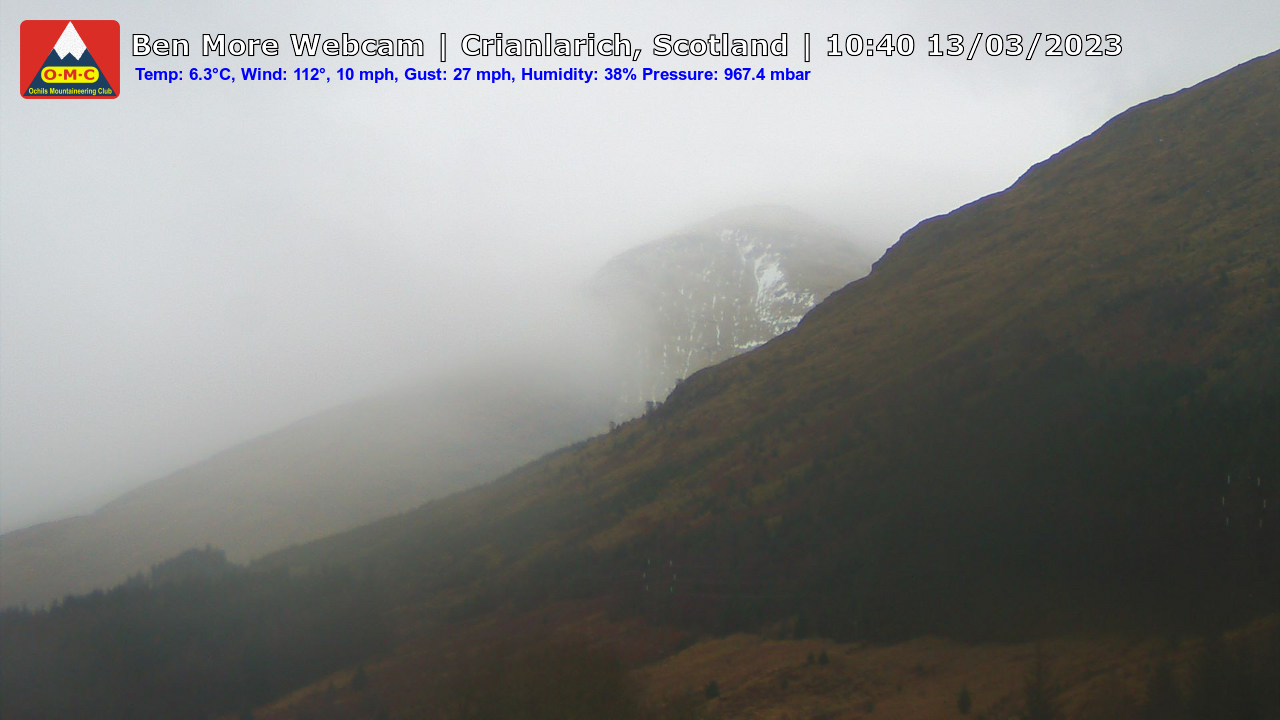 Ben More Webcam | Crianlarich, Scotland | 10:40 13/03/2023
Temp: 6.3°C, Wind: 112°, 10 mph, Gust: 27 mph, Humidity: 38% Pressure: 967.4 mbar
O·M·C
Ochils Mountaineering Club